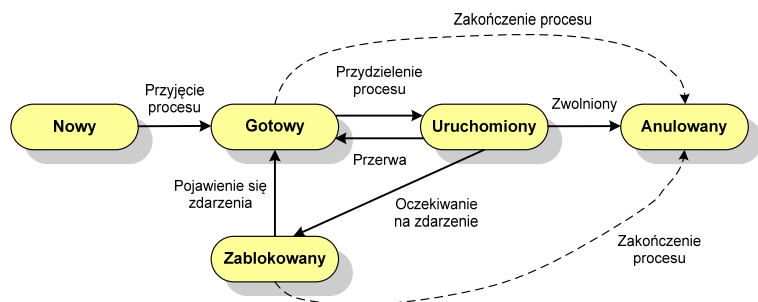 Zakończenie procesu
Przyjęcie
procesu
Przydzielenie
procesu
Zwolniony
Nowy
Gotowy
Uruchomiony
Anulowany
Przerwa
Pojawienie się
zdarzenia
Oczekiwanie
na zdarzenie
Zablokowany
Zakończenie
procesu